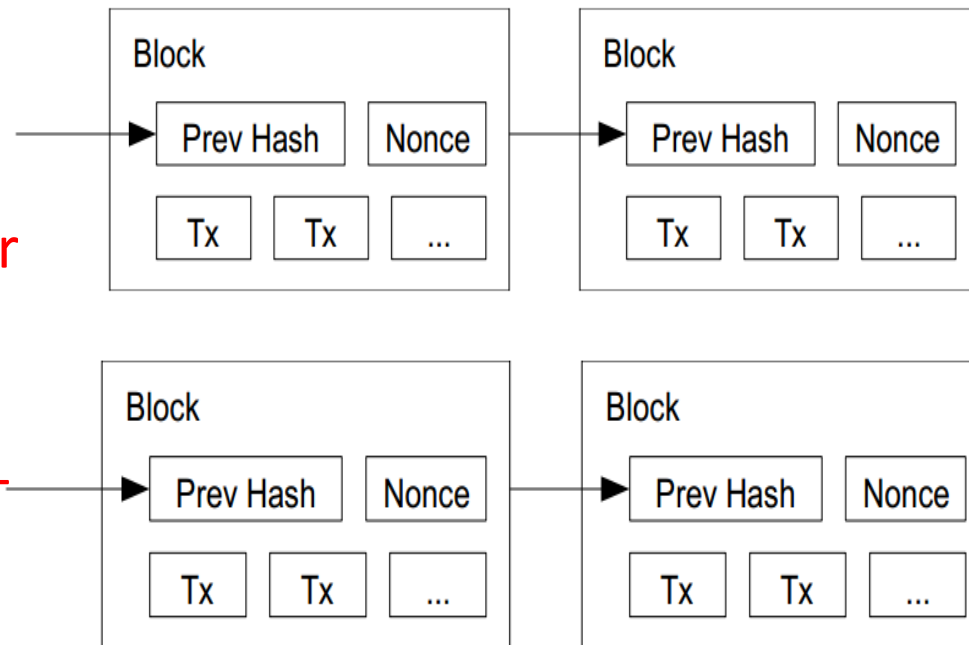 Block Block
Prev Hash Nonce Prev Hash Nonce
Tx Tx ... Tx Tx ...
r
Block Block
Prev Hash Nonce Prev Hash Nonce
Tx Tx ... Tx Tx ...